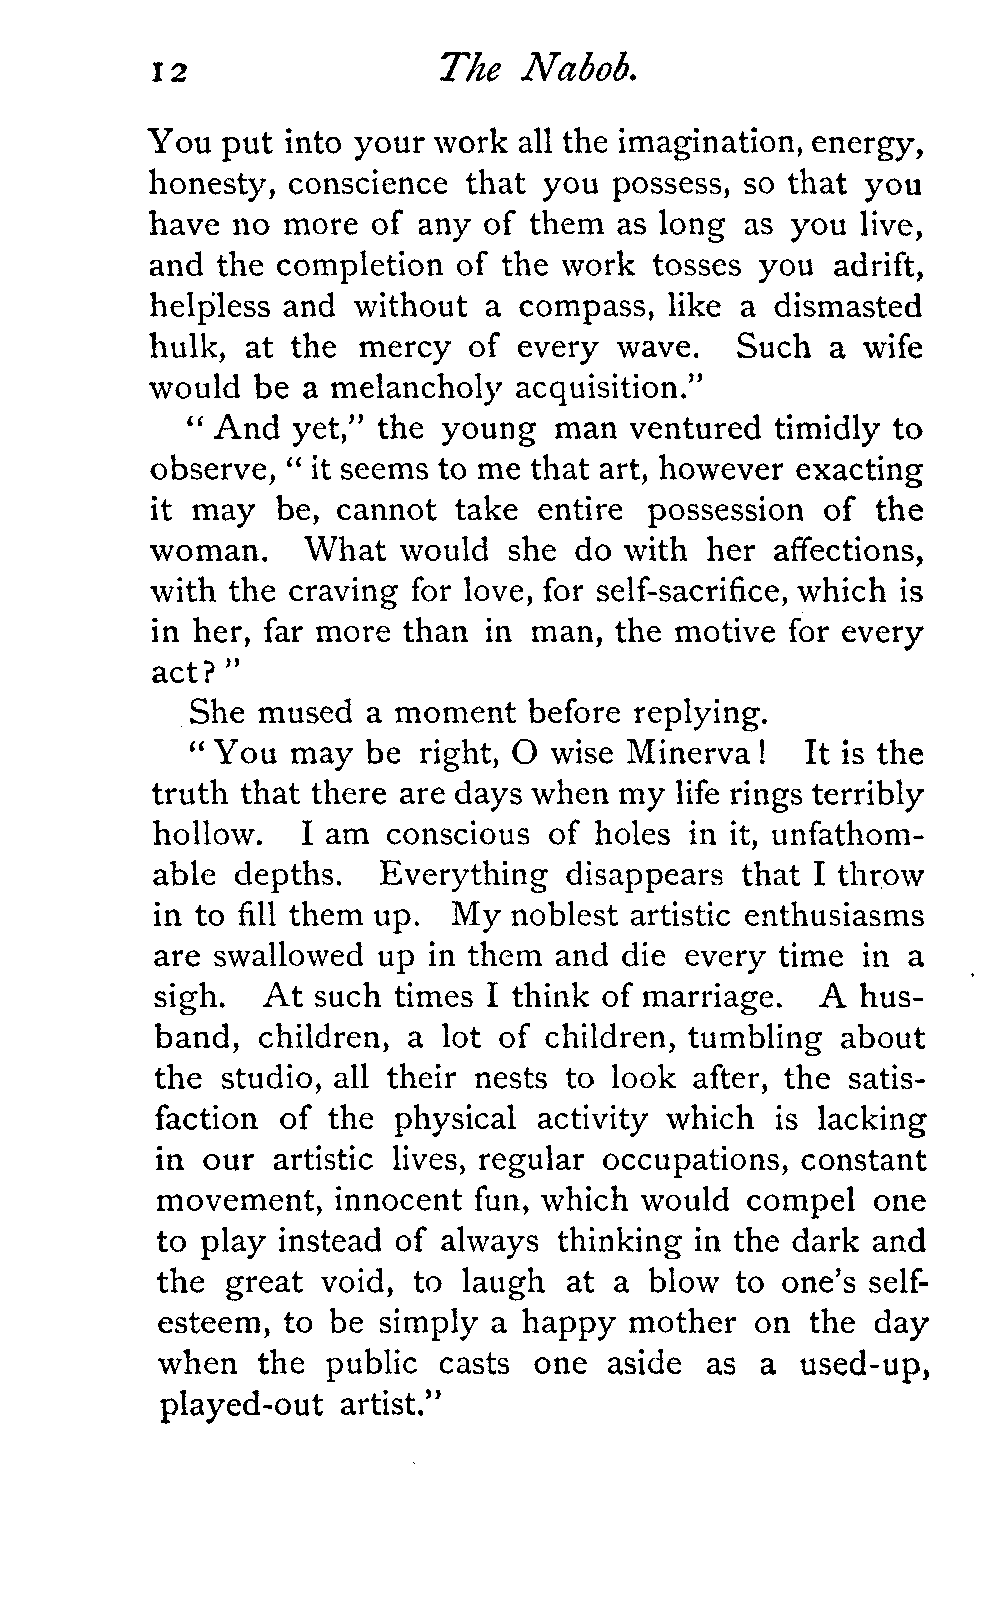 12 The Nabob.
You put into your work all the imagination, energy,
honesty, conscience that you possess, so that you
have no more of any of them as long as you live,
and the completion of the work tosses you adrift,
helpless and without a compass, like a dismasted
hulk, at the mercy of every wave. Such a wife
would be a melancholy acquisition."
"And yet," the young man ventured timidly to
observe, "it seems to me that art, however exacting
it may be, cannot take entire possession of the
woman. What would she do with her affections,
with the craving for love, for self-sacrifice, which is
in her, far more than in man, the motive for every
act?"
She mused a moment before replying.
"You may be right, O wise Minerva! It is the
truth that there are days when my life rings terribly
hollow. I am conscious of holes in it, unfathom-
able depths. Everything disappears that I throw
in to fill them up. My noblest artistic enthusiasms
are swallowed up in them and die every time in a
sigh. At such times I think of marriage. A hus-
band, children, a lot of children, tumbling about
the studio, all their nests to look after, the satis-
faction of the physical activity which is lacking
in our artistic lives, regular occupations, constant
movement, innocent fun, which would compel one
to play instead of always thinking in the dark and
the great void, to laugh at a blow to one's self-
esteem, to be simply a happy mother on the day
when the public casts one aside as a used-up,
played-out artist."